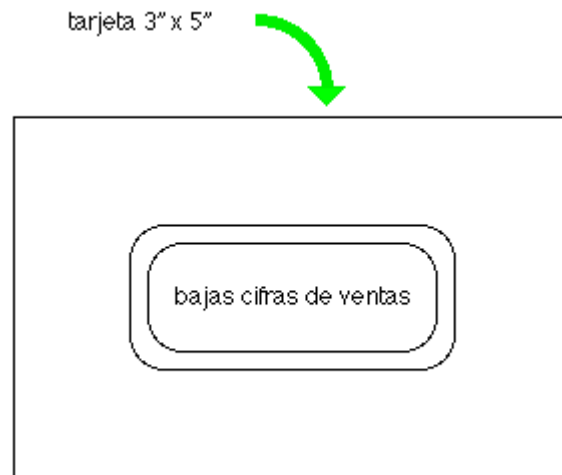 tarjeta 3” x 5”
bajas cifras de ventas